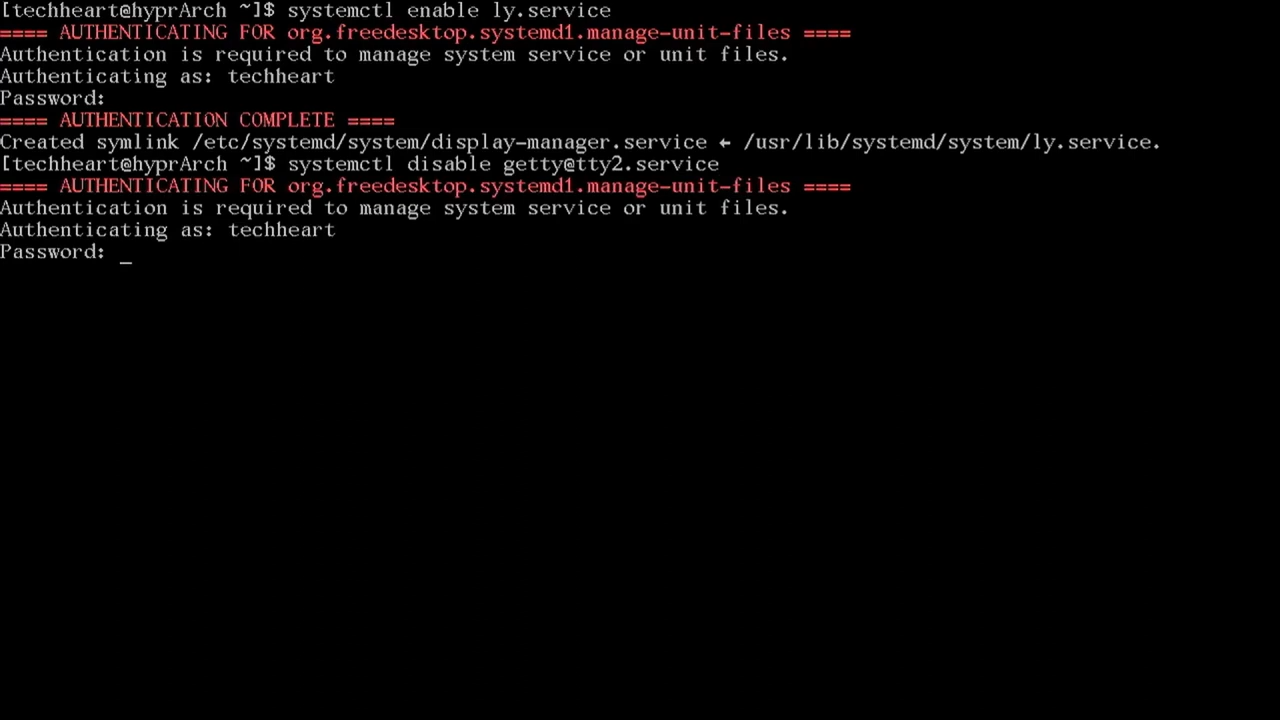 [techheart@hyprArch ~]$ systemctl enable ly.service
==== AUTHENTICATING FOR org.freedesktop.systemd1.manage-unit-files ====
Authentication is required to manage system service or unit files.
Authenticating as: techheart
Password:
==== AUTHENTICATION COMPLETE ====
Created symlink /etc/systemd/system/display-manager.service ← /usr/lib/systemd/system/ly.service.
[techheart@hyprArch ~]$ systemctl disable getty@tty2.service
==== AUTHENTICATING FOR org.freedesktop.systemd1.manage-unit-files ====
Authentication is required to manage system service or unit files.
Authenticating as: techheart
Password: _